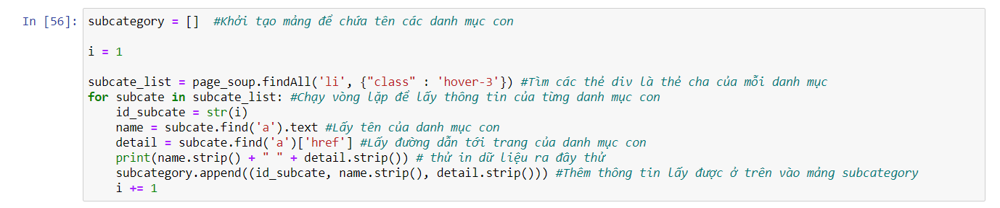 In [56]: subcategory = []  #Khởi tạo mảng để chứa tên các danh mục con
i = 1
subcate_list = page_soup.findAll('li', {"class" : 'hover-3'}) #Tìm các thẻ div là thẻ cha của mỗi danh mục
for subcate in subcate_list: #Chạy vòng lặp để lấy thông tin của từng danh mục con
    id_subcate = str(i)
    name = subcate.find('a').text #Lấy tên của danh mục con
    detail = subcate.find('a')['href'] #Lấy đường dẫn tới trang của danh mục con
    print(name.strip() + " " + detail.strip()) # thử in dữ liệu ra đây thử
    subcategory.append((id_subcate, name.strip(), detail.strip())) #Thêm thông tin lấy được ở trên vào mảng subcategory
    i += 1